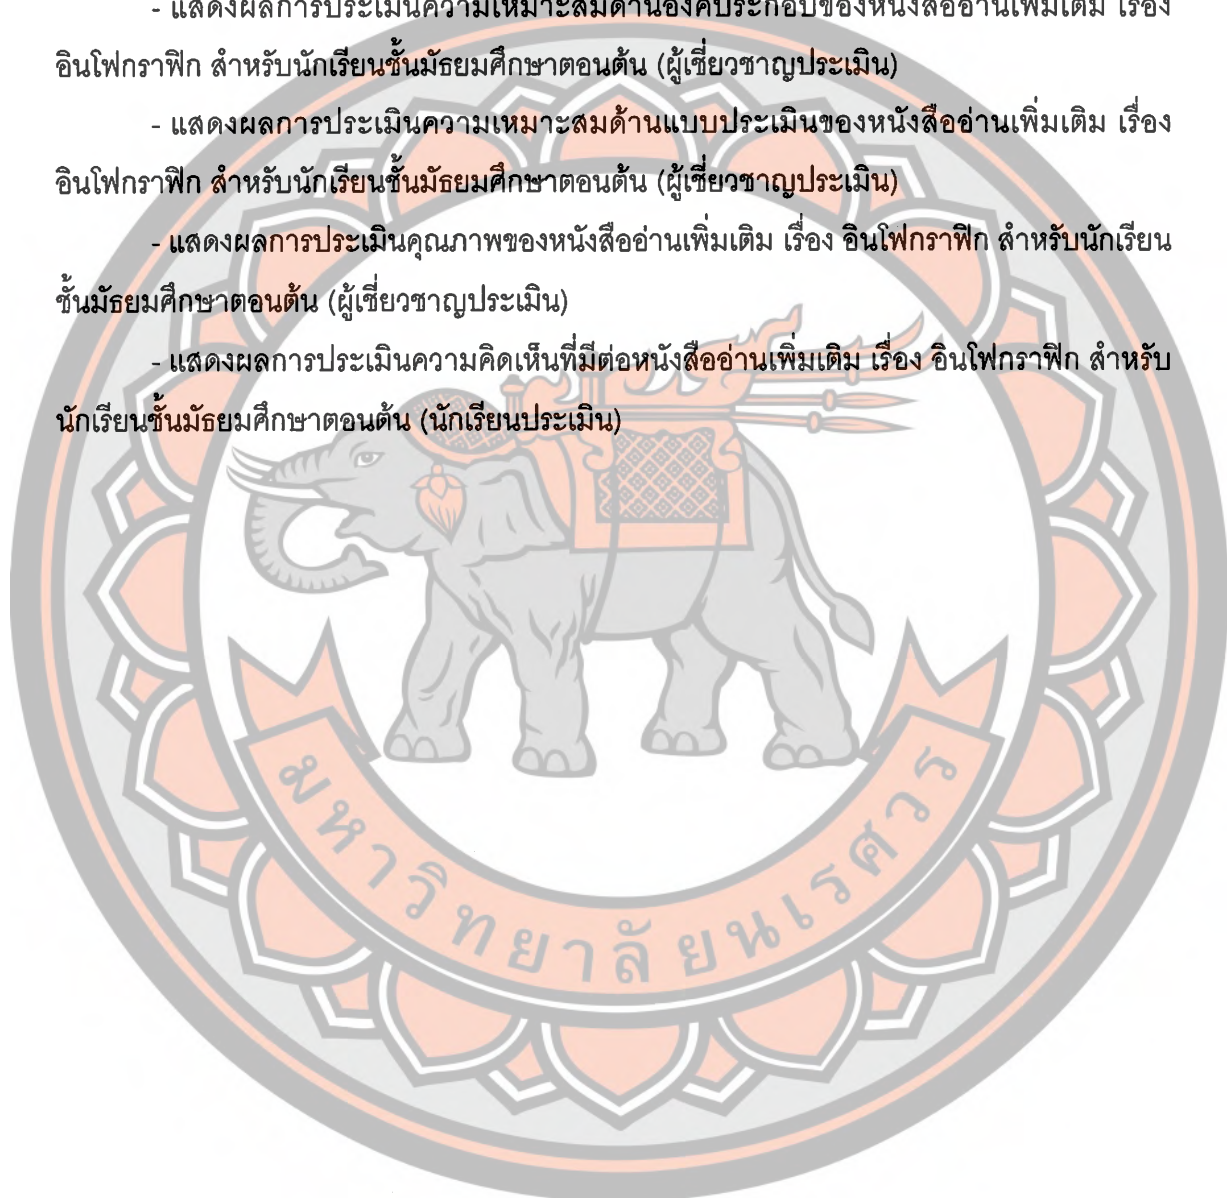 - แสดงผลการประเมินความเหมาะสมด้านองค์ประกอบของหนังสืออ่านเพิ่มเติม เรื่อง
อินโฟกราฟิก สำหรับนักเรียนชั้นมัธยมศึกษาตอนต้น (ผู้เชี่ยวชาญประเมิน)
- แสดงผลการประเมินความเหมาะสมด้านแบบประเมินของหนังสืออ่านเพิ่มเติม เรื่อง
อินโฟกราฟิก สำหรับนักเรียนชั้นมัธยมศึกษาตอนต้น (ผู้เชี่ยวชาญประเมิน)
- แสดงผลการประเมินคุณภาพของหนังสืออ่านเพิ่มเติม เรื่อง อินโฟกราฟิก สำหรับนักเรียน
ชั้นมัธยมศึกษาตอนต้น (ผู้เชี่ยวชาญประเมิน)
- แสดงผลการประเมินความคิดเห็นที่มีต่อหนังสืออ่านเพิ่มเติม เรื่อง อินโฟกราฟิก สำหรับ
นักเรียนชั้นมัธยมศึกษาตอนต้น (นักเรียนประเมิน)
มหาวิทยาลัยนเรศวร